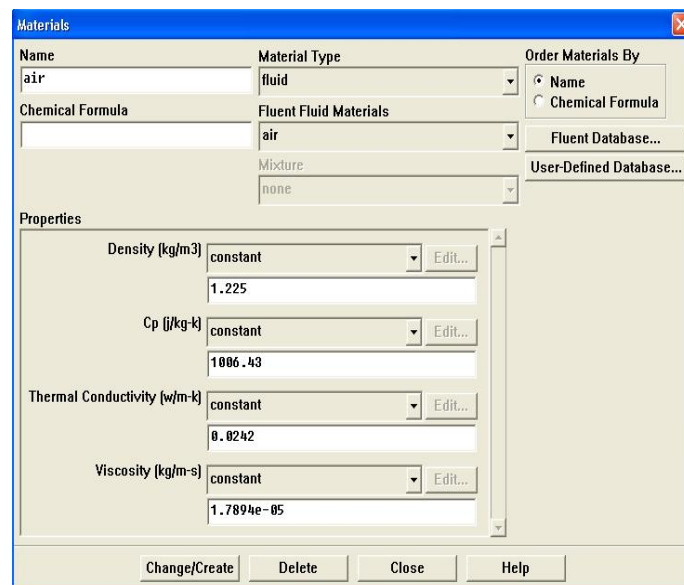 Materials
Name
air
Material Type
fluid
Order Materials By
Name
Chemical Formula
Chemical Formula
Fluent Fluid Materials
air
Fluent Database...
Mixture
none
User-Defined Database...
Properties
Density (kg/m3)
constant
Edit...
1.225
Cp (j/kg-k)
constant
Edit...
1006.43
Thermal Conductivity (w/m-k)
constant
Edit...
0.0242
Viscosity (kg/m-s)
constant
Edit...
1.7894e-05
Change/Create
Delete
Close
Help